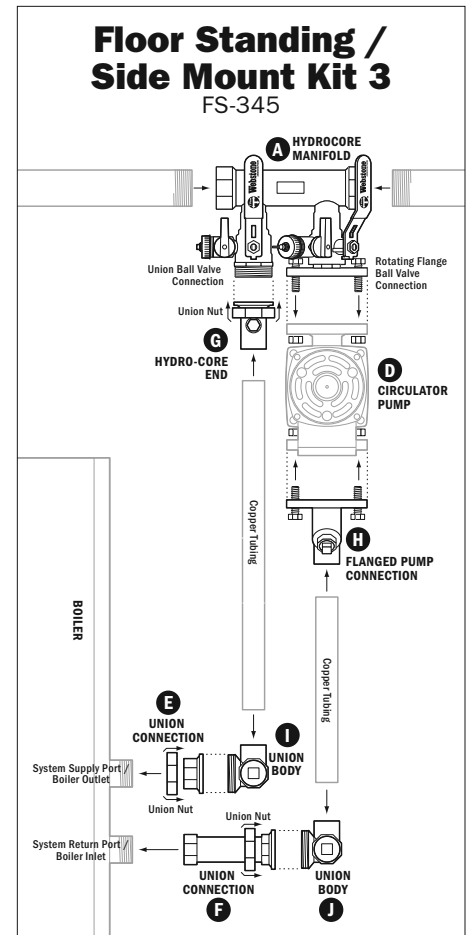 Floor Standing /
Side Mount Kit 3
FS-345
A
HYDROCORE
MANIFOLD
Webstone
Webstone
Union Ball Valve
Connection
Rotating Flange
Ball Valve
Connection
Union Nut
G
HYDRO-CORE
END
D
CIRCULATOR
PUMP
Copper Tubing
H
FLANGED PUMP
CONNECTION
Copper Tubing
BOILER
E
UNION
CONNECTION
I
UNION
BODY
System Supply Port /
Boiler Outlet
Union Nut
Union Nut
System Return Port /
Boiler Inlet
UNION
CONNECTION
F
UNION
BODY
J